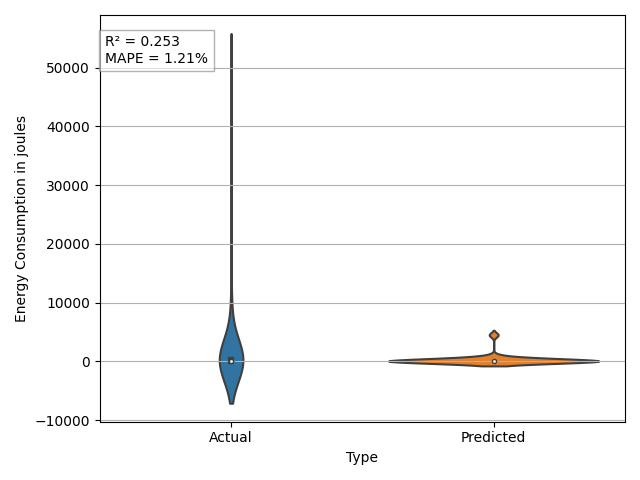 R² = 0.253
MAPE = 1.21%
50000
40000
30000
20000
10000
0
−10000
Energy Consumption in joules
Actual
Predicted
Type